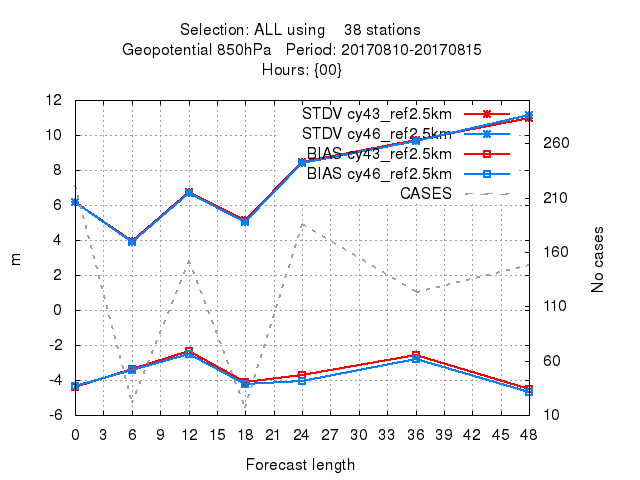 Selection: ALL using 38 stations
Geopotential 850hPa Period: 20170810-20170815
Hours: {00}
STDV cy43_ref2.5km
STDV cy46_ref2.5km
BIAS cy43_ref2.5km
BIAS cy46_ref2.5km
CASES
12
10
8
6
4
2
0
-2
-4
-6
m
260
210
160
110
60
10
No cases
0 3 6 9 12 15 18 21 24 27 30 33 36 39 42 45 48
Forecast length